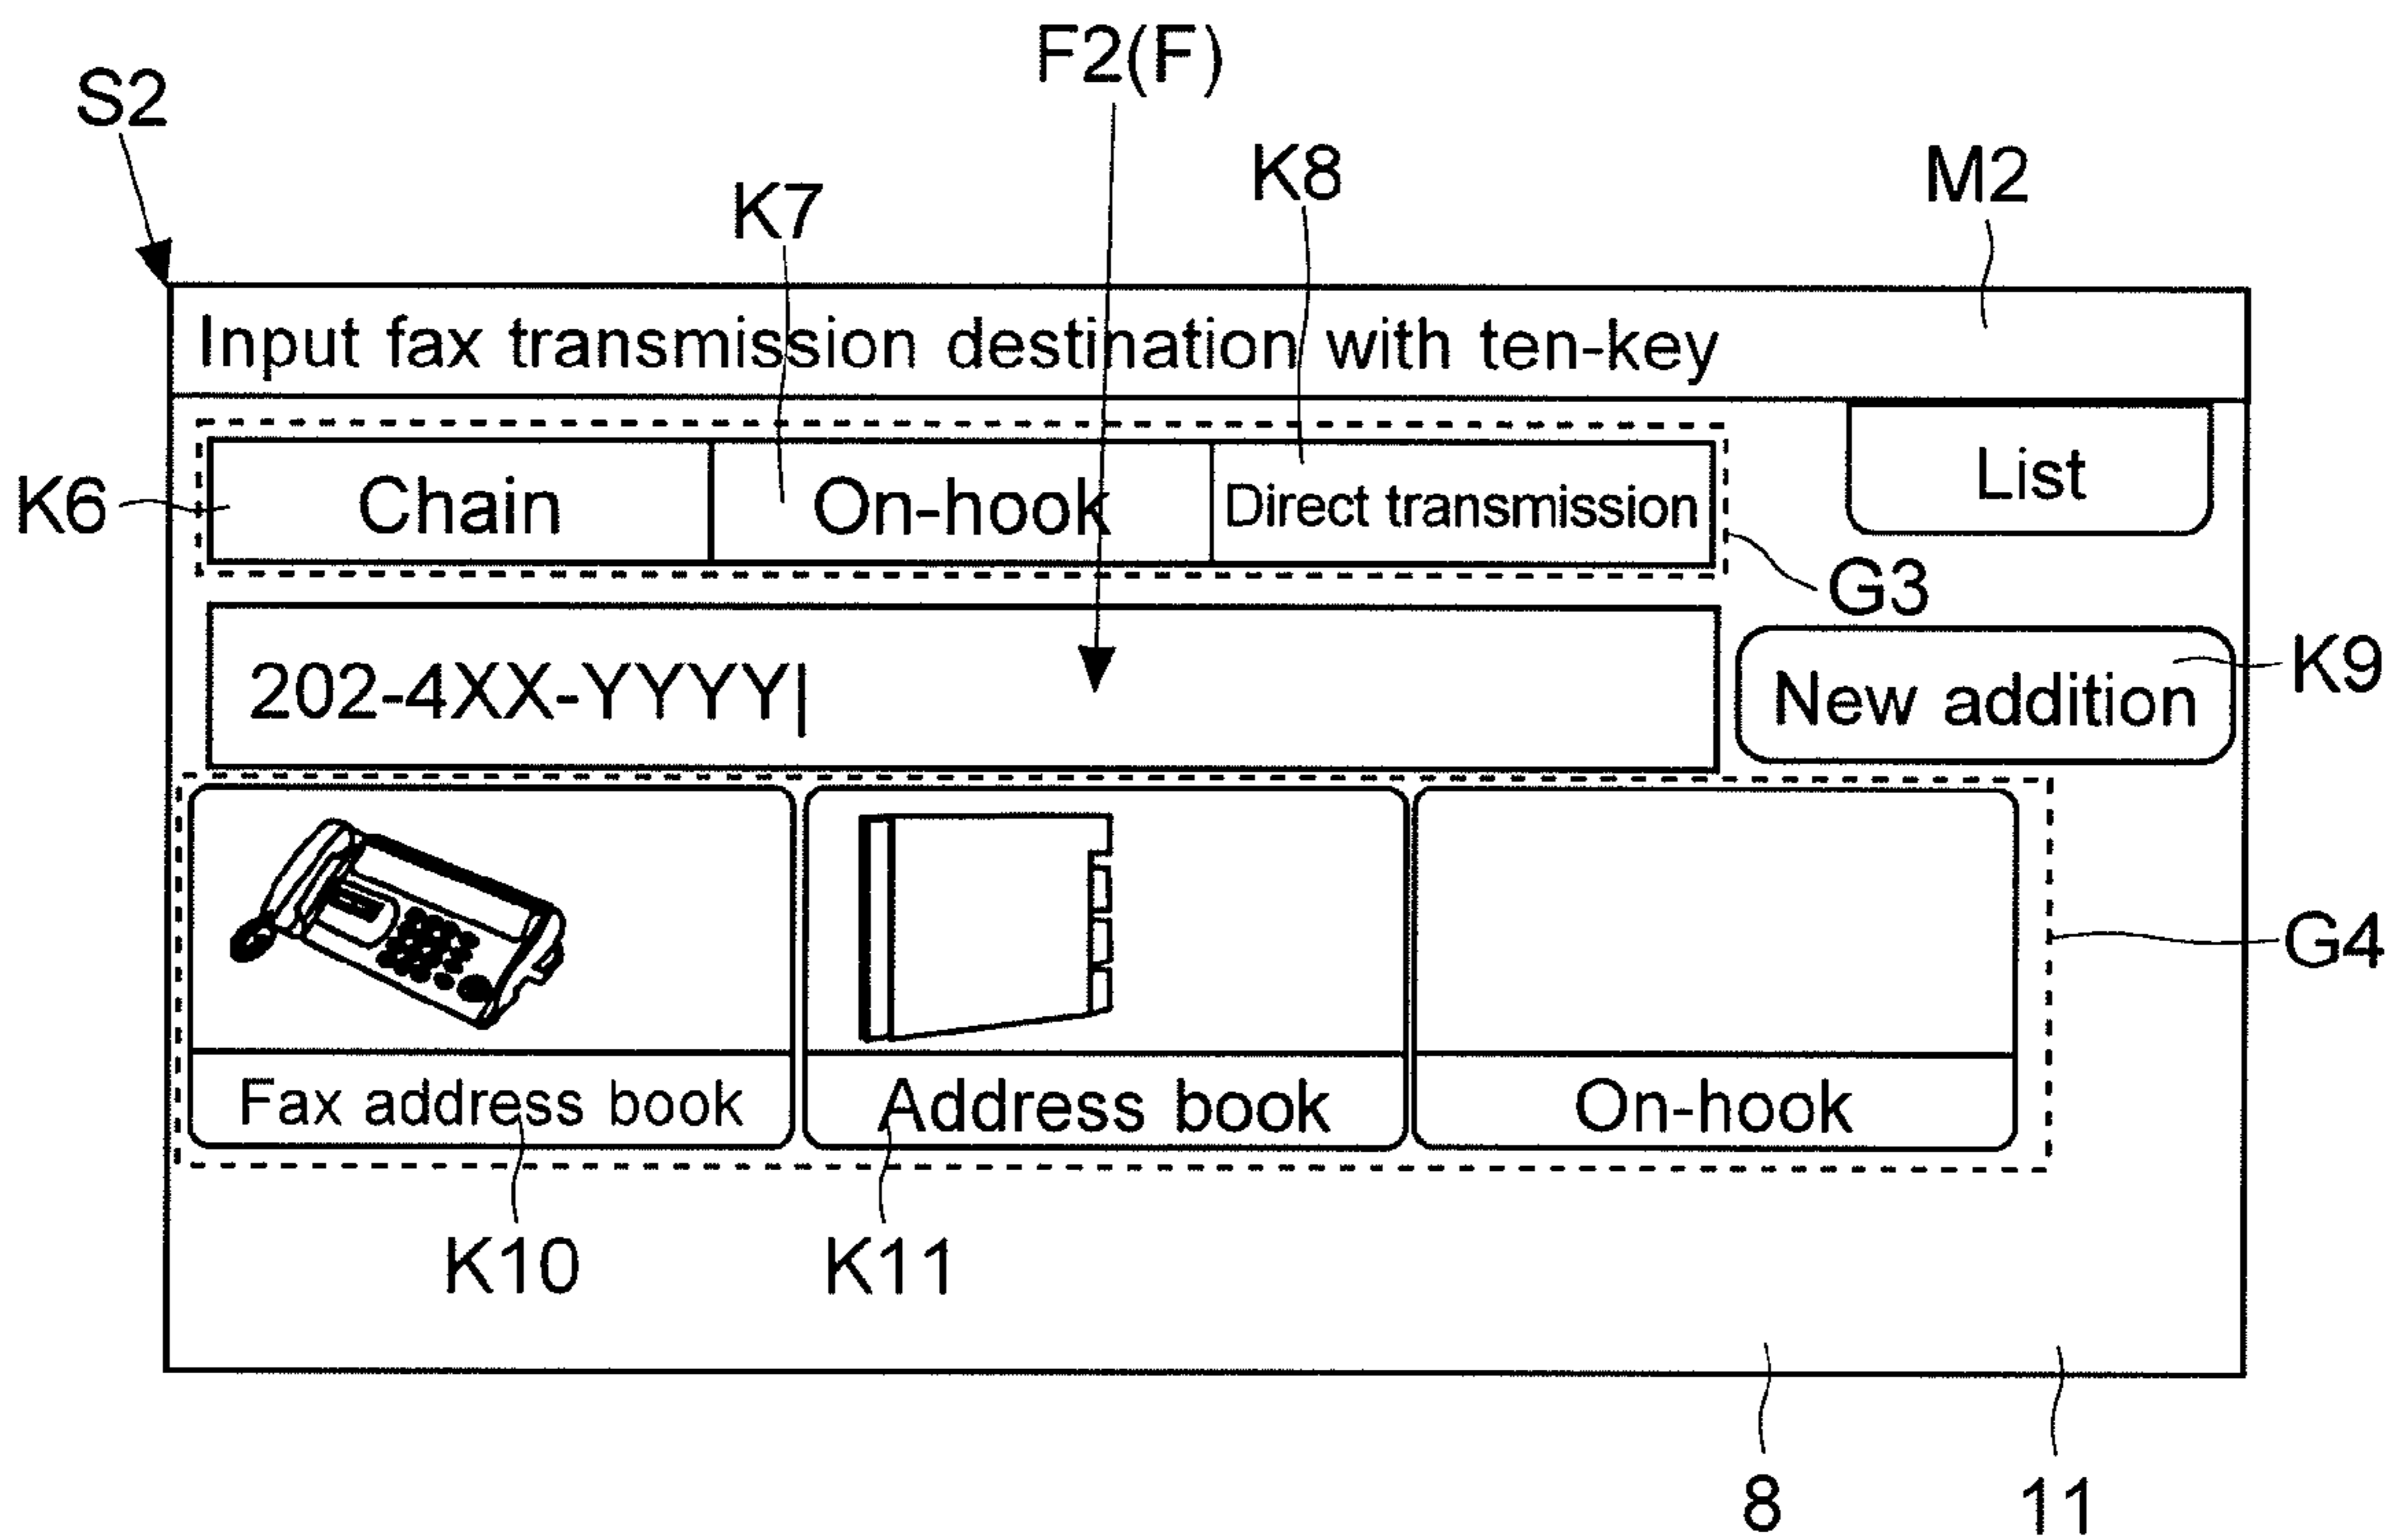 F2(F)
S2
K8
M2
K7
Input fax transmission destination with ten-key
List
K6
Chain
On-hook
Direct transmission
G3
202-4XX-YYYY|
New addition
K9
G4
Fax address book
Address book
On-hook
K10
K11
8
11